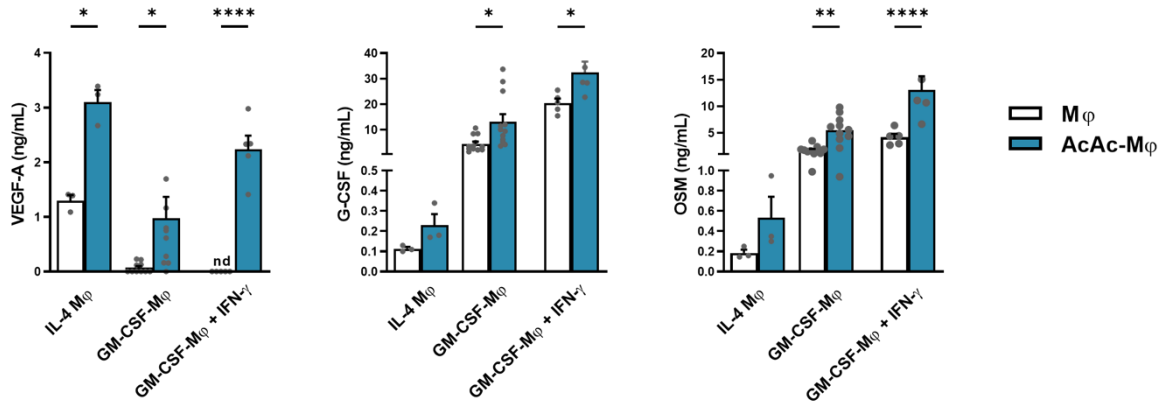 * * ****
VEGF-A (ng/mL)
4
3
2
1
0
nd
IL-4 Mφ
GM-CSF-Mφ
GM-CSF-Mφ + IFN-γ
* *
G-CSF (ng/mL)
40
30
20
10
0.5
0.4
0.3
0.2
0.1
0.0
IL-4 Mφ
GM-CSF-Mφ
GM-CSF-Mφ + IFN-γ
** ****
OSM (ng/mL)
20
15
10
5
1.0
0.8
0.6
0.4
0.2
0.0
IL-4 Mφ
GM-CSF-Mφ
GM-CSF-Mφ + IFN-γ
Mφ
AcAc-Mφ